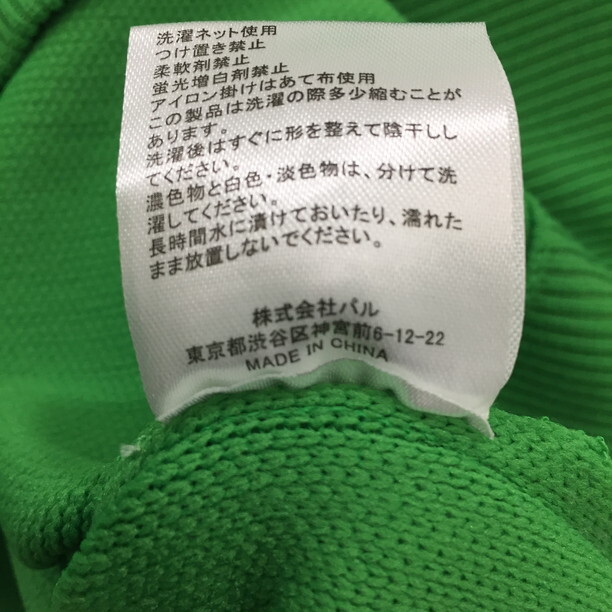 洗濯ネット使用
つけ置き禁止
柔軟剤禁止
蛍光増白剤禁止
アイロン掛けはあて布使用
この製品は洗濯の際多少縮むことが
あります。
洗濯後はすぐに形を整えて陰干しし
てください。
濃色物と白色・淡色物は、分けて洗
濯してください。
長時間水に漬けておいたり、濡れた
まま放置しないでください。
株式会社パル
東京都渋谷区神宮前6-12-22
MADE IN CHINA